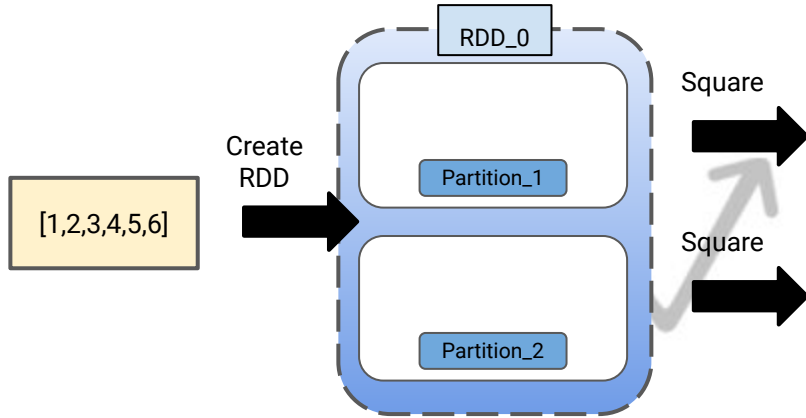 RDD_0
Square
Create
RDD
Partition_1
[1,2,3,4,5,6]
Square
Partition_2